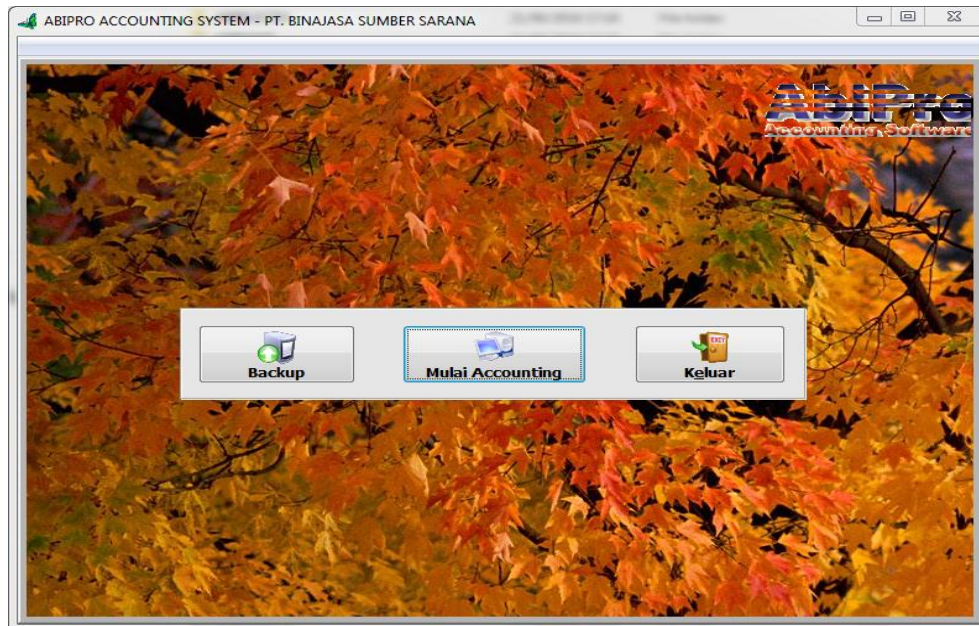 ABIPRO ACCOUNTING SYSTEM - PT. BINAJASA SUMBER SARANA
AbiPro
Accounting Software
Backup
Mulai Accounting
EXIT
Keluar